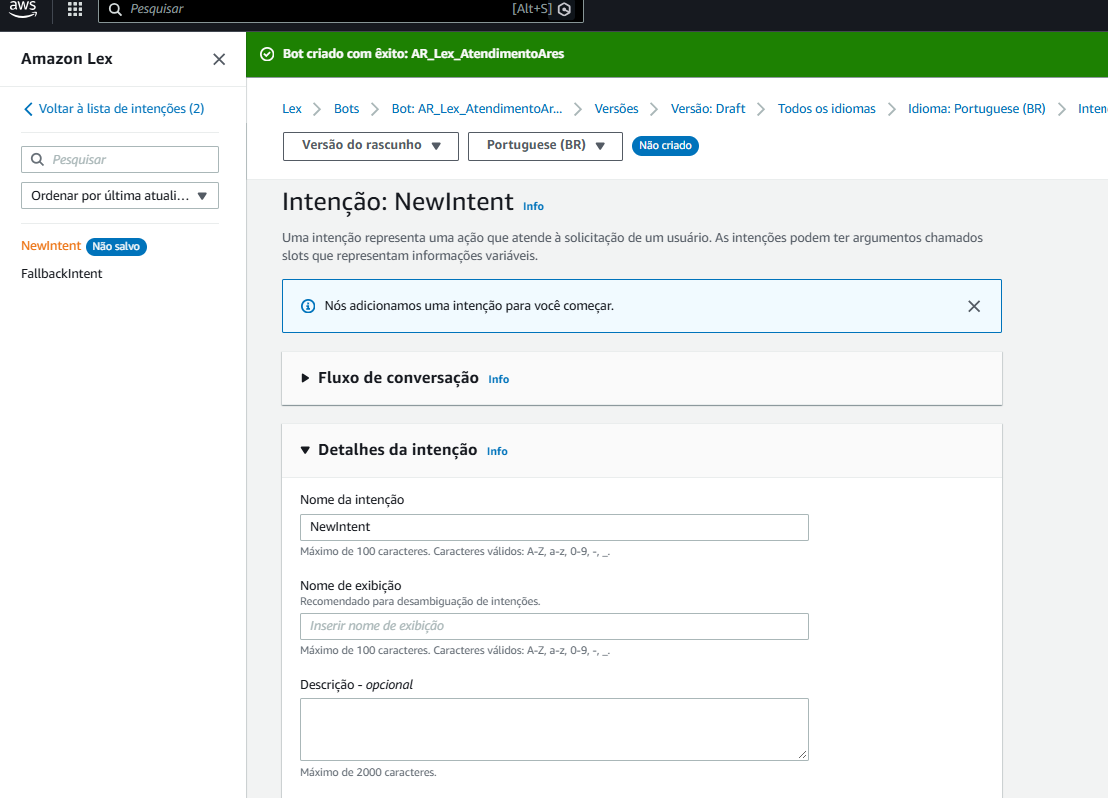 aws
Pesquisar [Alt+S]
Amazon Lex
Voltar à lista de intenções (2)
Pesquisar
Ordenar por última atuali...
NewIntent Não salvo
FallbackIntent
Bot criado com êxito: AR_Lex_AtendimentoAres
Lex Bots Bot: AR_Lex_AtendimentoAr... Versões Versão: Draft Todos os idiomas Idioma: Portuguese (BR) Inten
Versão do rascunho Portuguese (BR) Não criado
Intenção: NewIntent Info
Uma intenção representa uma ação que atende à solicitação de um usuário. As intenções podem ter argumentos chamados
slots que representam informações variáveis.
Nós adicionamos uma intenção para você começar.
Fluxo de conversação Info
Detalhes da intenção Info
Nome da intenção
NewIntent
Máximo de 100 caracteres. Caracteres válidos: A-Z, a-z, 0-9, -, _.
Nome de exibição
Recomendado para desambiguação de intenções.
Inserir nome de exibição
Máximo de 100 caracteres. Caracteres válidos: A-Z, a-z, 0-9, -, _.
Descrição - opcional
Máximo de 2000 caracteres.